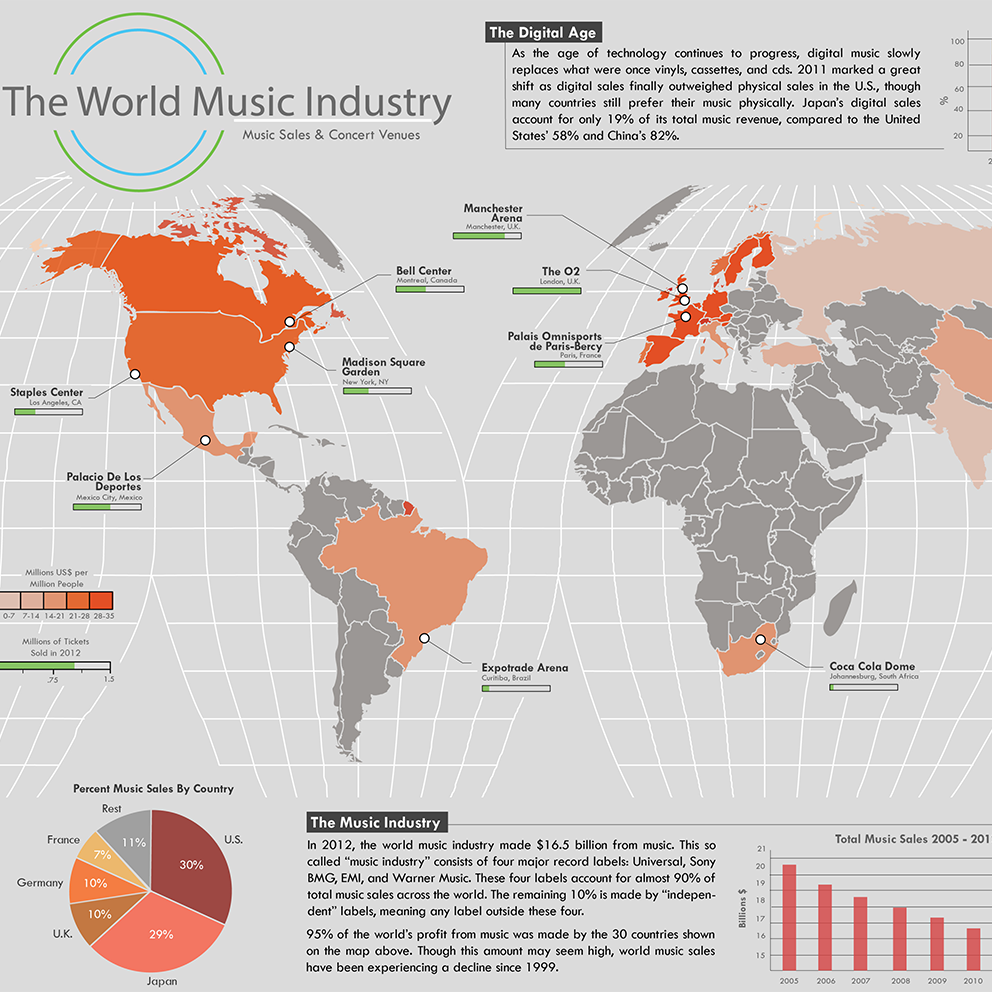 The World Music Industry
Music Sales & Concert Venues
The Digital Age
As the age of technology continues to progress, digital music slowly
replaces what were once vinyls, cassettes, and cds. 2011 marked a great
shift as digital sales finally outweighed physical sales in the U.S., though
many countries still prefer their music physically. Japan's digital sales
account for only 19% of its total music revenue, compared to the United
States' 58% and China's 82%.
100
80
60
%
40
20
2
Manchester
Arena
Manchester, U.K.
Bell Center
Montreal, Canada
The O2
London, U.K.
Palais Omnisports
de Paris-Bercy
Paris, France
Madison Square
Garden
New York, NY
Staples Center
Los Angeles, CA
Palacio De Los
Deportes
Mexico City, Mexico
Millions US$ per
Million People
0-7 7-14 14-21 21-28 28-35
Millions of Tickets
Sold in 2012
.75 1.5
Expotrade Arena
Curitiba, Brazil
Coca Cola Dome
Johannesburg, South Africa
Percent Music Sales By Country
Rest
11%
U.S.
30%
France
7%
Germany
10%
U.K.
10%
29%
Japan
The Music Industry
In 2012, the world music industry made $16.5 billion from music. This so
called "music industry" consists of four major record labels: Universal, Sony
BMG, EMI, and Warner Music. These four labels account for almost 90% of
total music sales across the world. The remaining 10% is made by "indepen-
dent" labels, meaning any label outside these four.
95% of the world's profit from music was made by the 30 countries shown
on the map above. Though this amount may seem high, world music sales
have been experiencing a decline since 1999.
Total Music Sales 2005 - 201
Billions $
21
20
19
18
17
16
15
2005 2006 2007 2008 2009 2010